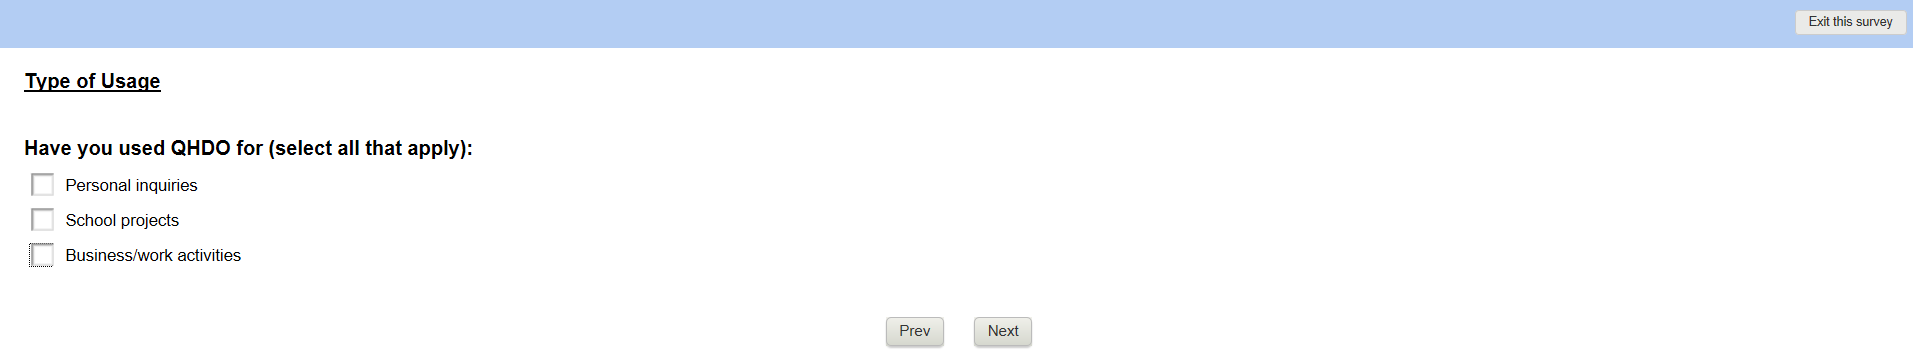 Exit this survey
Type of Usage
Have you used QHDO for (select all that apply):
Personal inquiries
School projects
Business/work activities
Prev
Next